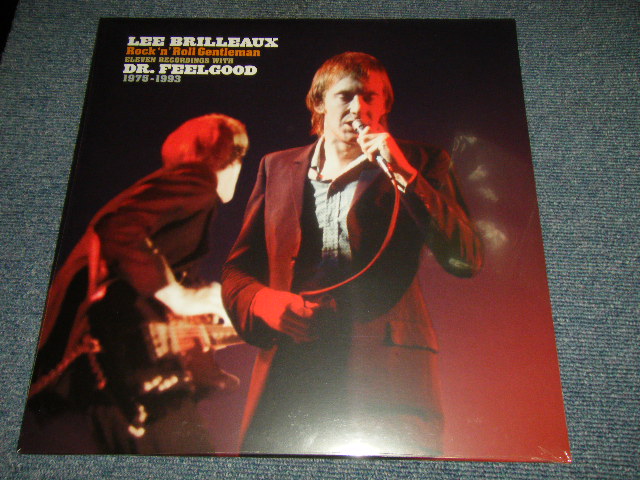 LEE BRILLEAUX
Rock 'n' Roll Gentleman
ELEVEN RECORDINGS WITH
DR. FEELGOOD
1975-1993